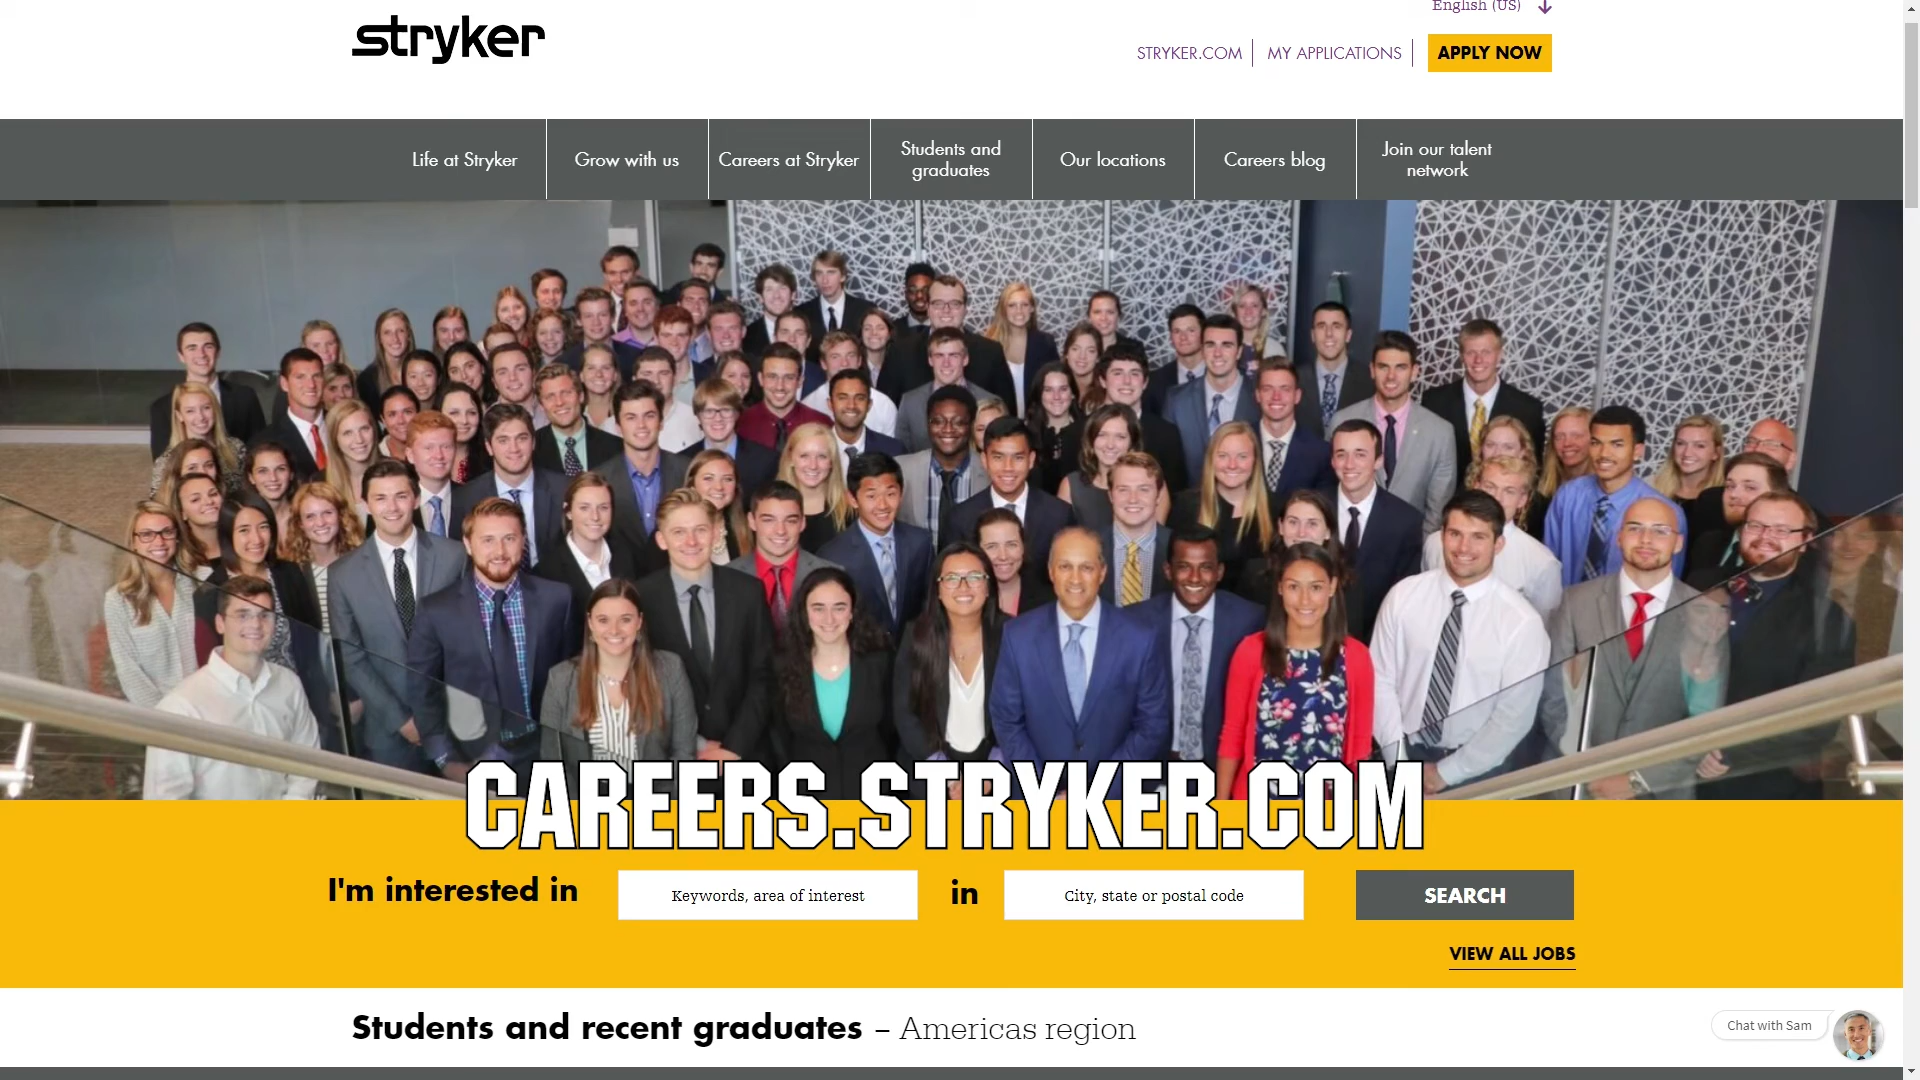 English (US)
stryker
STRYKER.COM
MY APPLICATIONS
APPLY NOW
Life at Stryker
Grow with us
Careers at Stryker
Students and
graduates
Our locations
Careers blog
Join our talent
network
CAREERS.STRYKER.COM
I'm interested in
Keywords, area of interest
in
City, state or postal code
SEARCH
VIEW ALL JOBS
Students and recent graduates – Americas region
Chat with Sam